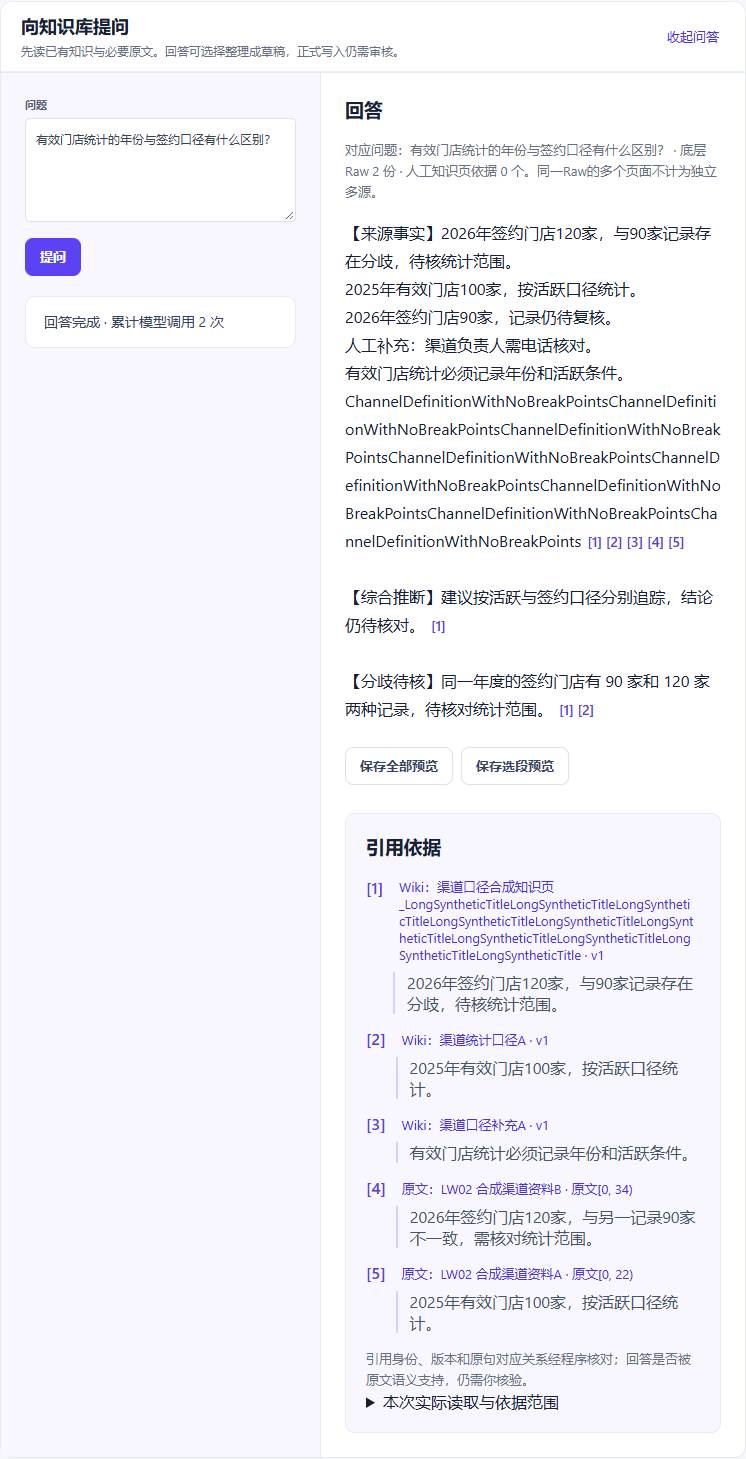 向知识库提问
先读已有知识与必要原文。回答可选择整理成草稿，正式写入仍需审核。
收起问答
问题
有效门店统计的年份与签约口径有什么区别？
提问
回答完成 · 累计模型调用 2 次
回答
对应问题：有效门店统计的年份与签约口径有什么区别？ · 底层
Raw 2 份 · 人工知识页依据 0 个。同一Raw的多个页面不计为独立
多源。
【来源事实】2026年签约门店120家，与90家记录存
在分歧，待核统计范围。
2025年有效门店100家，按活跃口径统计。
2026年签约门店90家，记录仍待复核。
人工补充：渠道负责人需电话核对。
有效门店统计必须记录年份和活跃条件。
ChannelDefinitionWithNoBreakPointsChannelDefiniti
onWithNoBreakPointsChannelDefinitionWithNoBreak
PointsChannelDefinitionWithNoBreakPointsChannelD
efinitionWithNoBreakPointsChannelDefinitionWithNo
BreakPointsChannelDefinitionWithNoBreakPointsCha
nnelDefinitionWithNoBreakPoints [1] [2] [3] [4] [5]
【综合推断】建议按活跃与签约口径分别追踪，结论
仍待核对。 [1]
【分歧待核】同一年度的签约门店有 90 家和 120 家
两种记录，待核对统计范围。 [1] [2]
保存全部预览 保存选段预览
引用依据
[1] Wiki：渠道口径合成知识页
_LongSyntheticTitleLongSyntheticTitleLongSyntheti
cTitleLongSyntheticTitleLongSyntheticTitleLongSynt
heticTitleLongSyntheticTitleLongSyntheticTitleLong
SyntheticTitleLongSyntheticTitle · v1
2026年签约门店120家，与90家记录存在
分歧，待核统计范围。
[2] Wiki：渠道统计口径A · v1
2025年有效门店100家，按活跃口径统
计。
[3] Wiki：渠道口径补充A · v1
有效门店统计必须记录年份和活跃条件。
[4] 原文：LW02 合成渠道资料B · 原文[0, 34)
2026年签约门店120家，与另一记录90家
不一致，需核对统计范围。
[5] 原文：LW02 合成渠道资料A · 原文[0, 22)
2025年有效门店100家，按活跃口径统
计。
引用身份、版本和原句对应关系经程序核对；回答是否被
原文语义支持，仍需你核验。
▶ 本次实际读取与依据范围